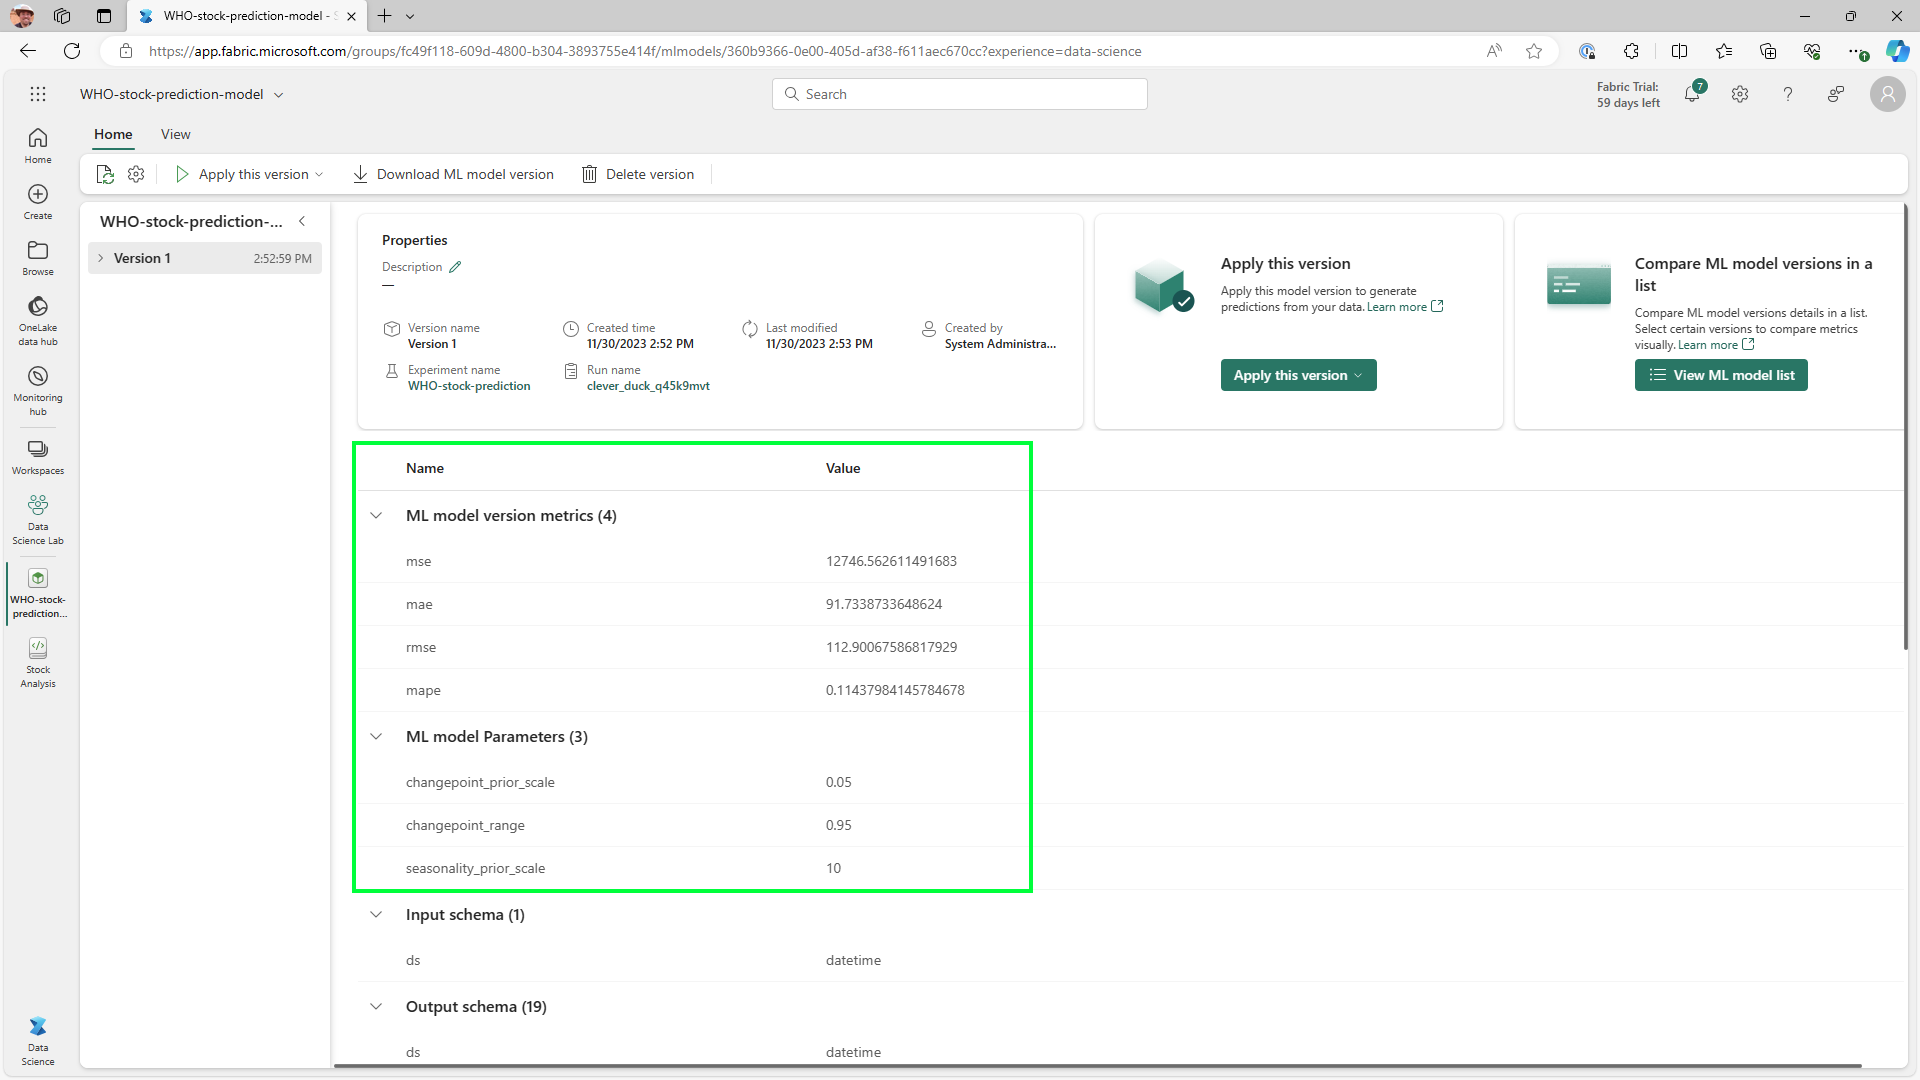 WHO-stock-prediction-model - S
https://app.fabric.microsoft.com/groups/fc49f118-609d-4800-b304-3893755e414f/mlmodels/360b9366-0e00-405d-af38-f611aec670cc?experience=data-science
WHO-stock-prediction-model
Search
Fabric Trial:
59 days left
7
Home
View
Apply this version
Download ML model version
Delete version
Home
Create
Browse
OneLake
data hub
Monitoring
hub
Workspaces
Data
Science Lab
WHO-stock-
prediction...
Stock
Analysis
Data
Science
WHO-stock-prediction-...
Version 1
2:52:59 PM
Properties
Description
—
Version name
Version 1
Created time
11/30/2023 2:52 PM
Last modified
11/30/2023 2:53 PM
Created by
System Administra...
Experiment name
WHO-stock-prediction
Run name
clever_duck_q45k9mvt
Apply this version
Apply this model version to generate
predictions from your data. Learn more
Apply this version
Compare ML model versions in a
list
Compare ML model versions details in a list.
Select certain versions to compare metrics
visually. Learn more
View ML model list
Name Value
ML model version metrics (4)
mse 12746.562611491683
mae 91.7338733648624
rmse 112.90067586817929
mape 0.11437984145784678
ML model Parameters (3)
changepoint_prior_scale 0.05
changepoint_range 0.95
seasonality_prior_scale 10
Input schema (1)
ds datetime
Output schema (19)
ds datetime